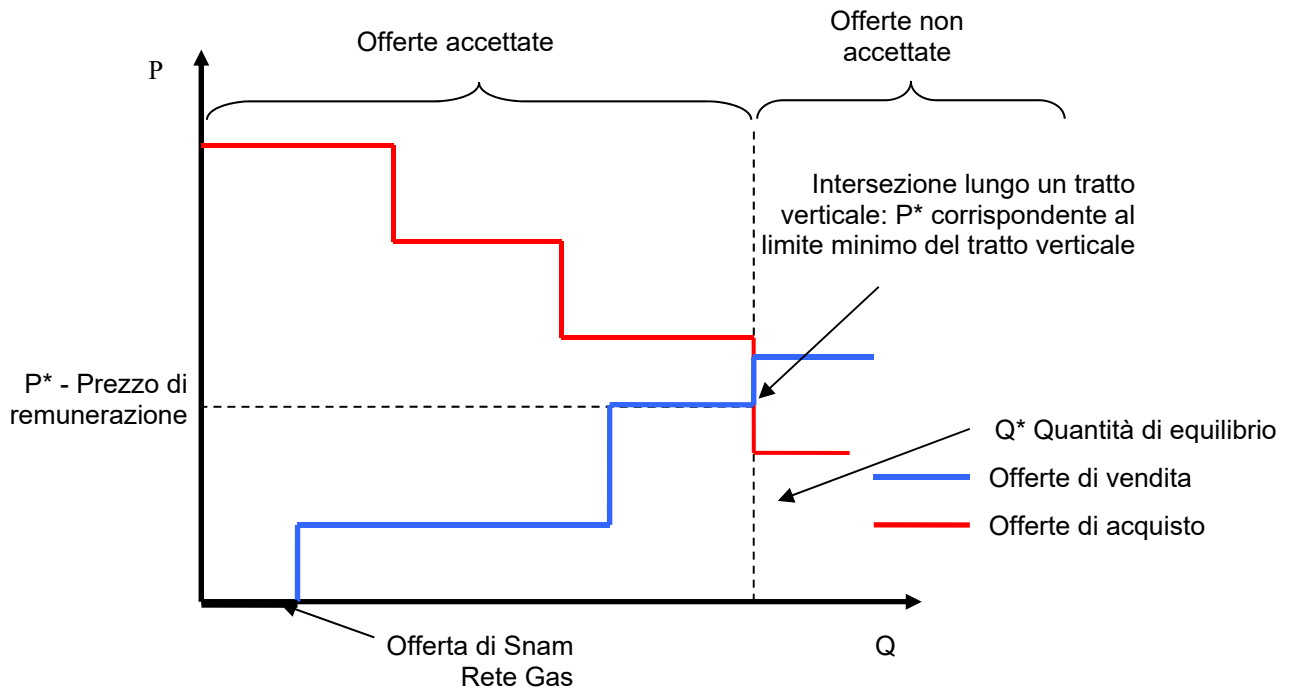 Offerte accettate
Offerte non
accettate
P
Intersezione lungo un tratto
verticale: P* corrispondente al
limite minimo del tratto verticale
P* - Prezzo di
remunerazione
Q* Quantità di equilibrio
Offerte di vendita
Offerte di acquisto
Offerta di Snam
Rete Gas
Q